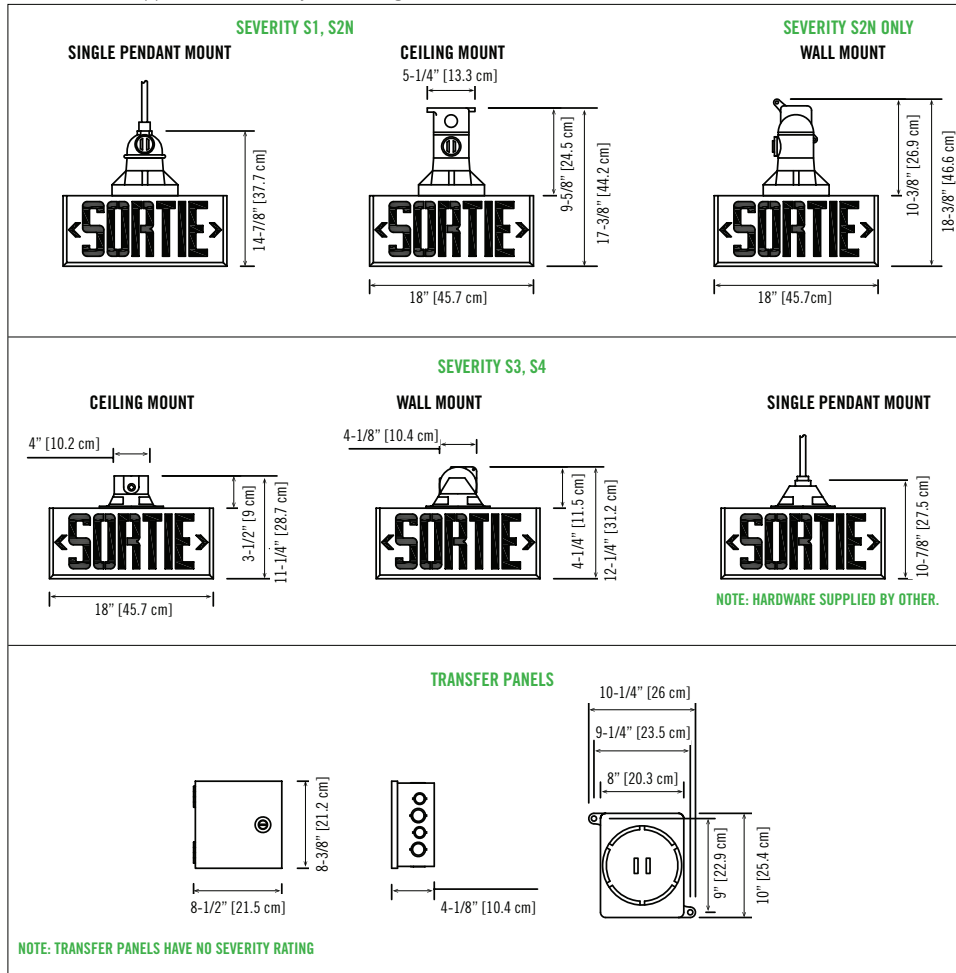 SEVERITY S1, S2N
SEVERITY S2N ONLY
SINGLE PENDANT MOUNT
CEILING MOUNT
WALL MOUNT
5-1/4” [13.3 cm]
14-7/8” [37.7 cm]
9-5/8” [24.5 cm]
17-3/8” [44.2 cm]
10-3/8” [26.9 cm]
18-3/8” [46.6 cm]
SORTIE
SORTIE
SORTIE
18” [45.7 cm]
18” [45.7cm]
SEVERITY S3, S4
CEILING MOUNT
WALL MOUNT
SINGLE PENDANT MOUNT
4” [10.2 cm]
4-1/8” [10.4 cm]
3-1/2” [9 cm]
11-1/4” [28.7 cm]
4-1/4” [11.5 cm]
12-1/4” [31.2 cm]
10-7/8” [27.5 cm]
SORTIE
SORTIE
SORTIE
18” [45.7 cm]
NOTE: HARDWARE SUPPLIED BY OTHER.
TRANSFER PANELS
10-1/4” [26 cm]
9-1/4” [23.5 cm]
8” [20.3 cm]
8-3/8” [21.2 cm]
9” [22.9 cm]
10” [25.4 cm]
8-1/2” [21.5 cm]
4-1/8” [10.4 cm]
NOTE: TRANSFER PANELS HAVE NO SEVERITY RATING